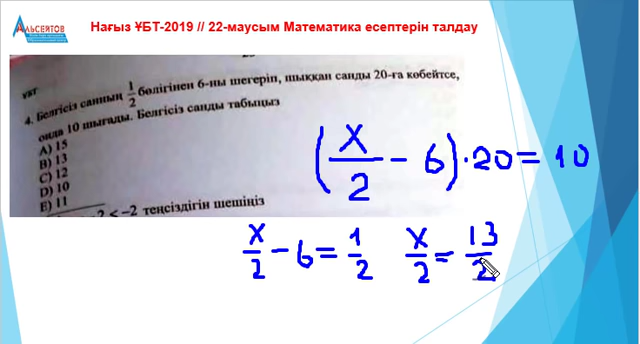 АЛЬСЕЙТОВ
Нағыз ҰБТ-2019 // 22-маусым Математика есептерін талдау
ҰБТ
4. Белгісіз санның 1/2 бөлігінен 6-ны шегеріп, шыққан санды 20-ға көбейтсе,
онда 10 шығады. Белгісіз санды табыңыз
A) 15
B) 13
C) 12
D) 10
E) 11
< -2 теңсіздігін шешіңіз
(x/2 - 6) · 20 = 10
x/2 - 6 = 1/2 x/2 = 13/2